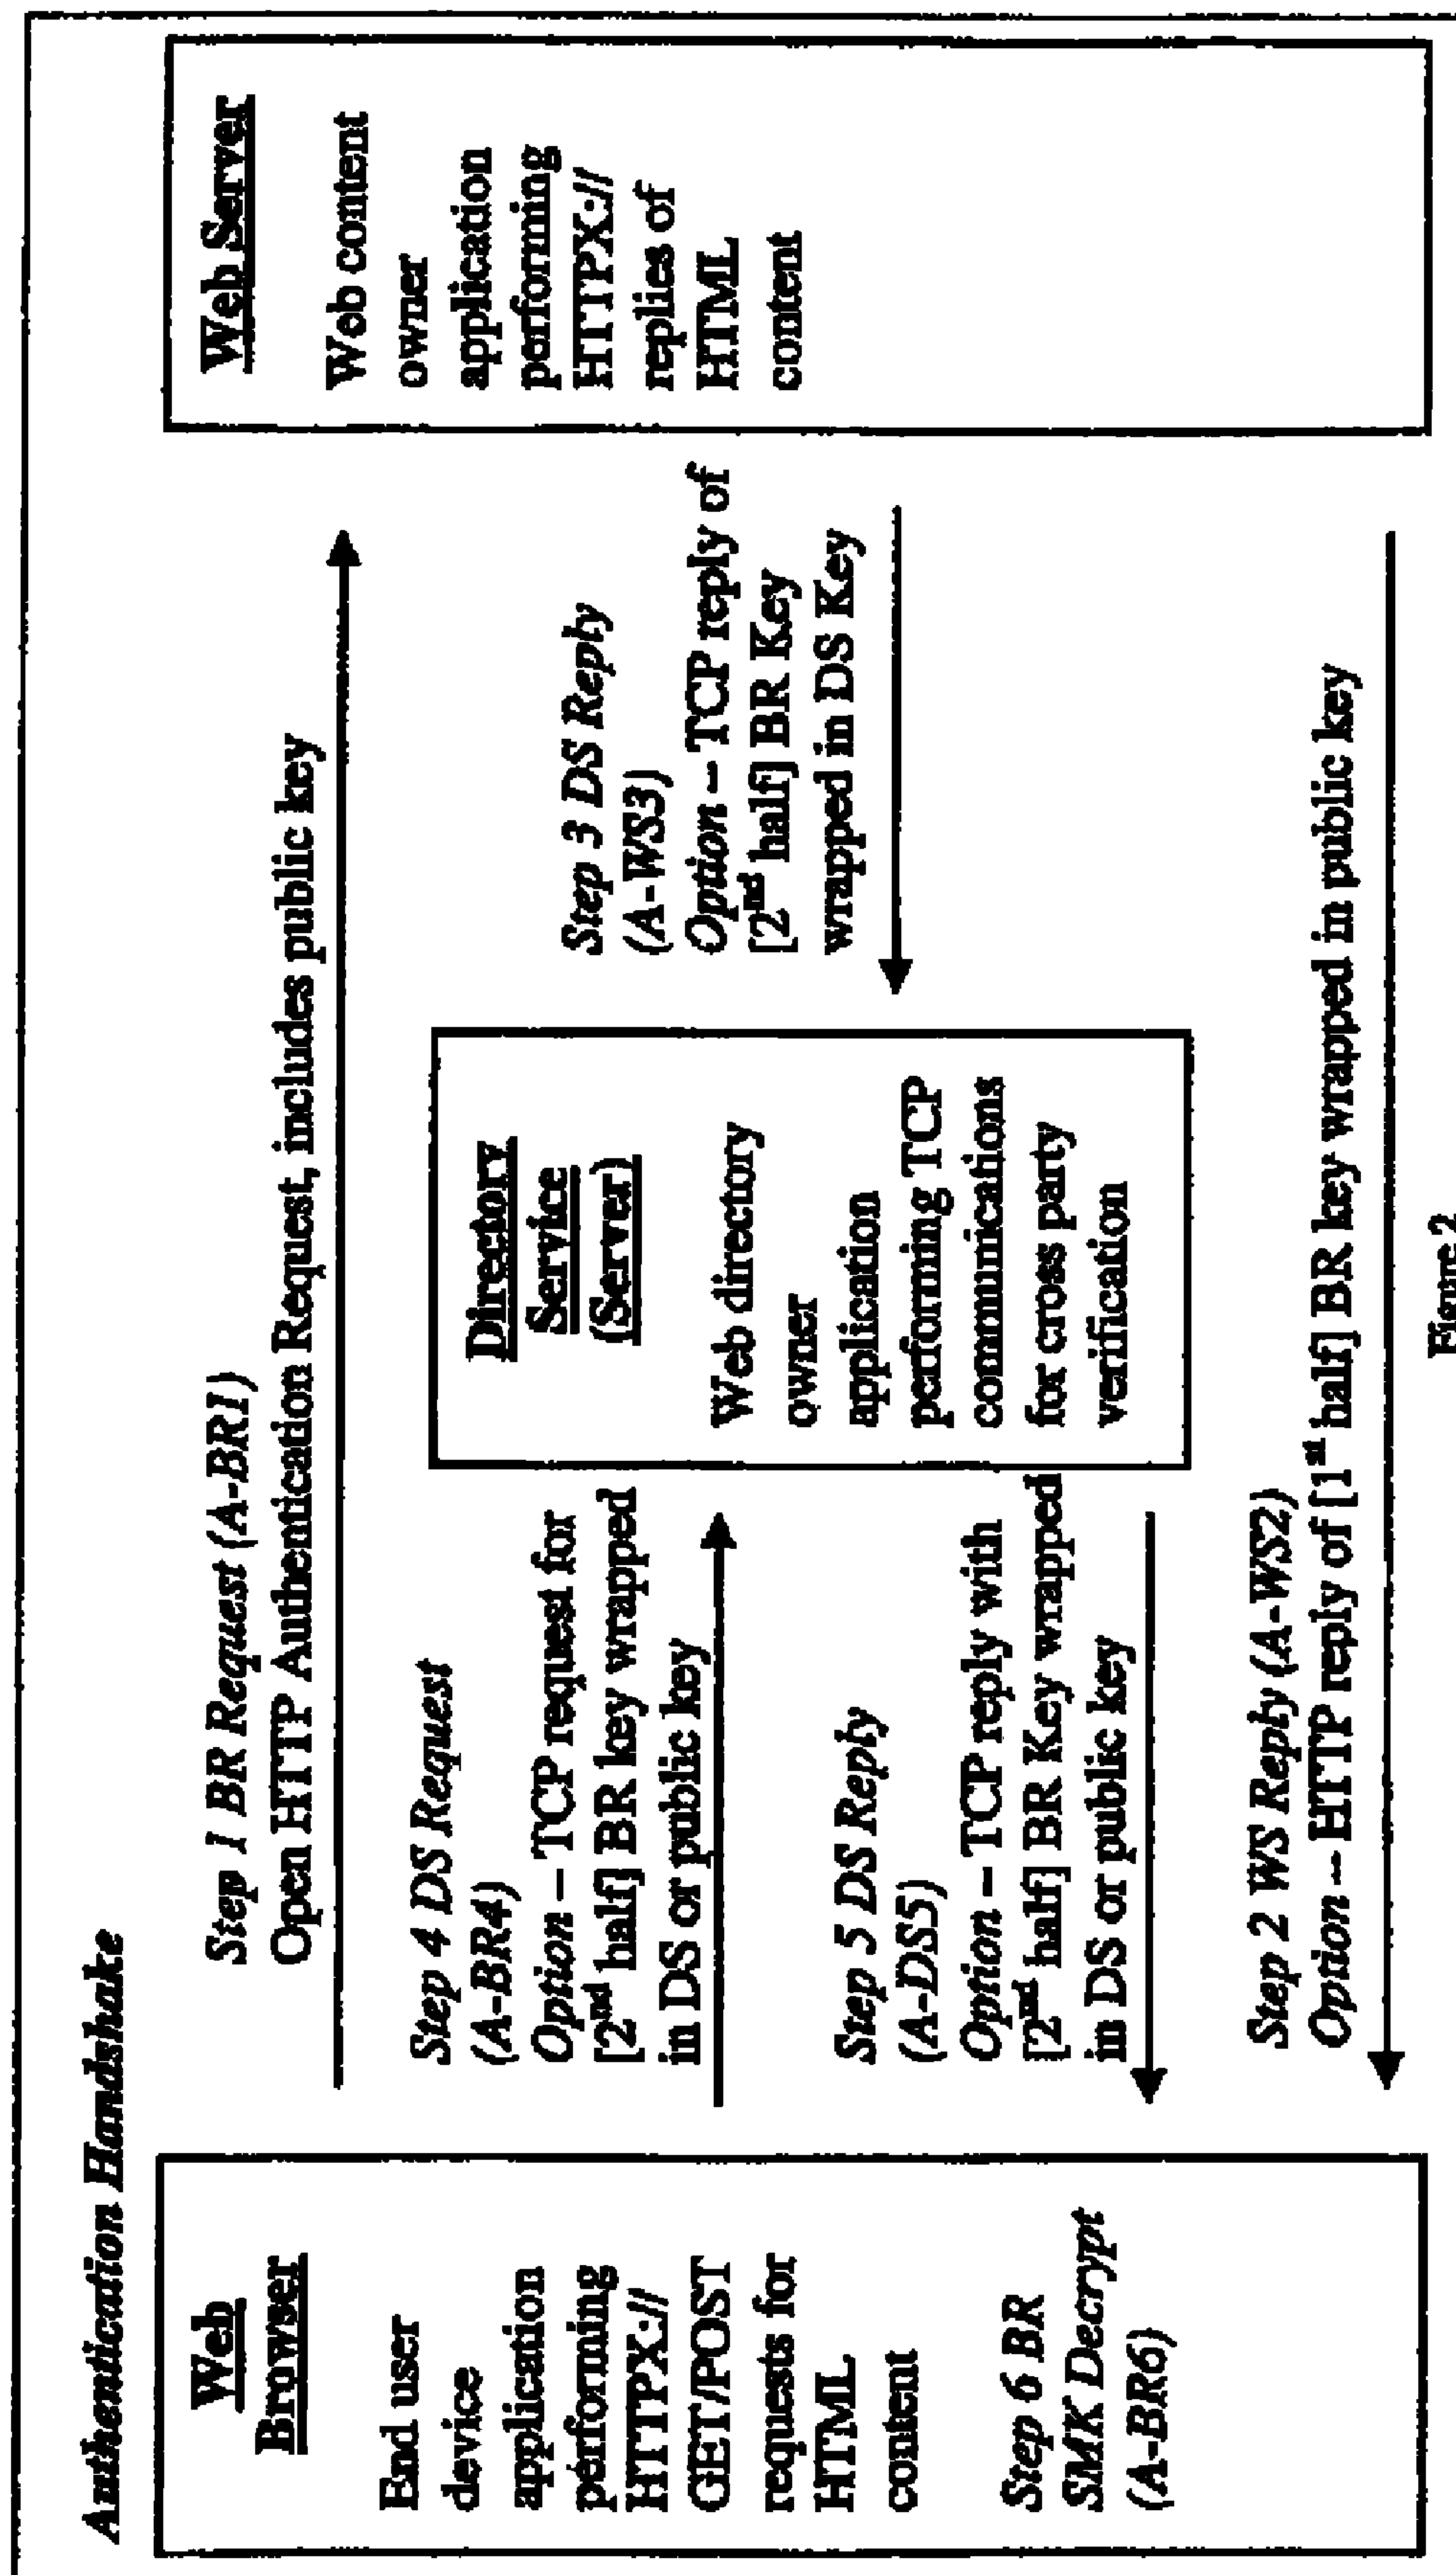 Authentication Handshake
Web
Browser
End user
device
application
performing
HTTPX://
GET/POST
requests for
HTML
content
Step 6 BR
SMK Decrypt
(A-BR6)
Step 1 BR Request (A-BR1)
Open HTTP Authentication Request, includes public key
Step 4 DS Request
(A-BR4)
Option – TCP request for
[2nd half] BR key wrapped
in DS or public key
Step 5 DS Reply
(A-DS5)
Option – TCP reply with
[2nd half] BR Key wrapped
in DS or public key
Step 2 WS Reply (A-WS2)
Option -- HTTP reply of [1st half] BR key wrapped in public key
Directory
Service
(Server)
Web directory
owner
application
performing TCP
communications
for cross party
verification
Step 3 DS Reply
(A-WS3)
Option – TCP reply of
[2nd half] BR Key
wrapped in DS Key
Web Server
Web content
owner
application
performing
HTTPX://
replies of
HTML
content
Figure 2